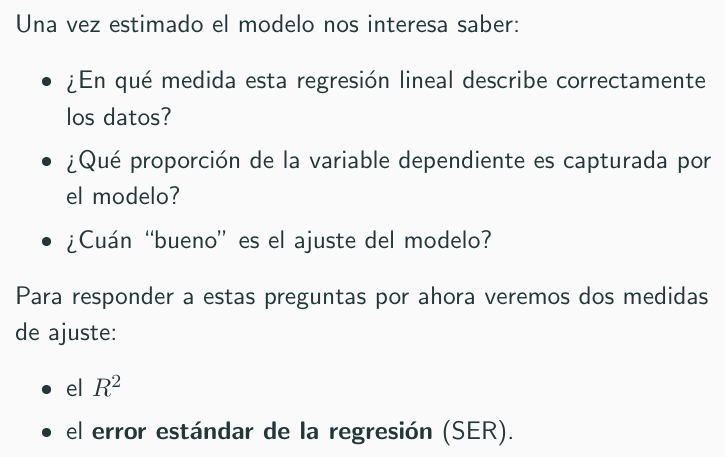 Una vez estimado el modelo nos interesa saber:
• ¿En qué medida esta regresión lineal describe correctamente
los datos?
• ¿Qué proporción de la variable dependiente es capturada por
el modelo?
• ¿Cuán “bueno” es el ajuste del modelo?
Para responder a estas preguntas por ahora veremos dos medidas
de ajuste:
• el R²
• el error estándar de la regresión (SER).